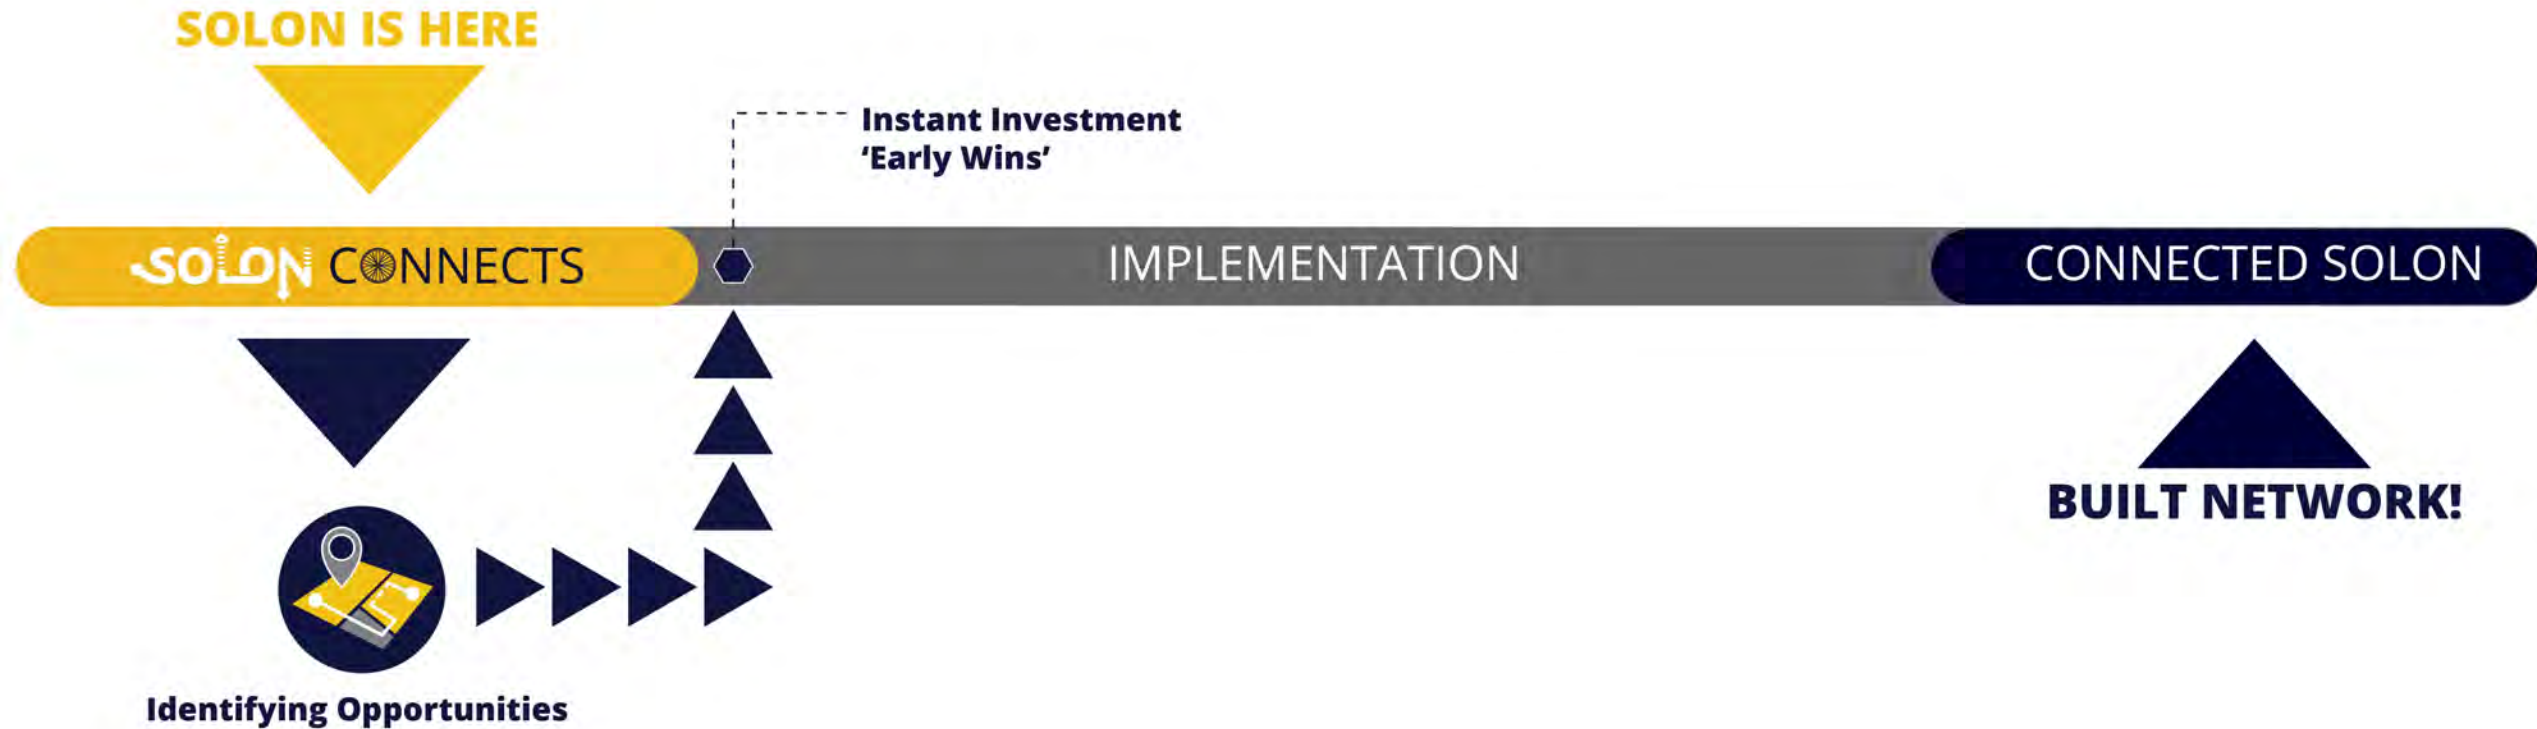 SOLON IS HERE
Instant Investment
‘Early Wins’
SOLON CONNECTS
IMPLEMENTATION
CONNECTED SOLON
BUILT NETWORK!
Identifying Opportunities